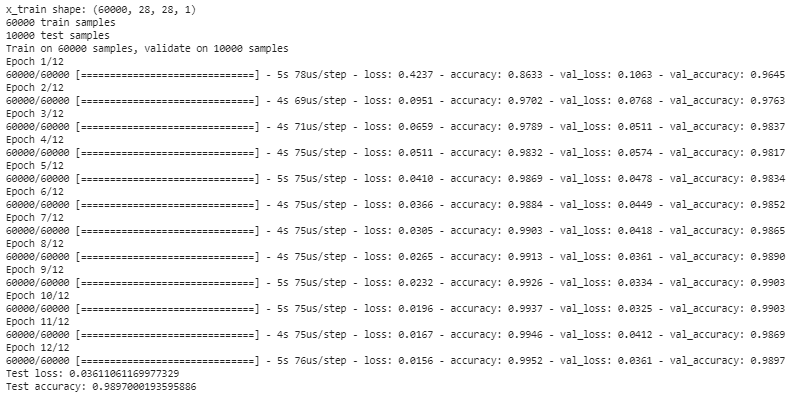 x_train shape: (60000, 28, 28, 1)
60000 train samples
10000 test samples
Train on 60000 samples, validate on 10000 samples
Epoch 1/12
60000/60000 [==============================] - 5s 78us/step - loss: 0.4237 - accuracy: 0.8633 - val_loss: 0.1063 - val_accuracy: 0.9645
Epoch 2/12
60000/60000 [==============================] - 4s 69us/step - loss: 0.0951 - accuracy: 0.9702 - val_loss: 0.0768 - val_accuracy: 0.9763
Epoch 3/12
60000/60000 [==============================] - 4s 71us/step - loss: 0.0659 - accuracy: 0.9789 - val_loss: 0.0511 - val_accuracy: 0.9837
Epoch 4/12
60000/60000 [==============================] - 4s 75us/step - loss: 0.0511 - accuracy: 0.9832 - val_loss: 0.0574 - val_accuracy: 0.9817
Epoch 5/12
60000/60000 [==============================] - 5s 75us/step - loss: 0.0410 - accuracy: 0.9869 - val_loss: 0.0478 - val_accuracy: 0.9834
Epoch 6/12
60000/60000 [==============================] - 4s 75us/step - loss: 0.0366 - accuracy: 0.9884 - val_loss: 0.0449 - val_accuracy: 0.9852
Epoch 7/12
60000/60000 [==============================] - 4s 75us/step - loss: 0.0305 - accuracy: 0.9903 - val_loss: 0.0418 - val_accuracy: 0.9865
Epoch 8/12
60000/60000 [==============================] - 4s 75us/step - loss: 0.0265 - accuracy: 0.9913 - val_loss: 0.0361 - val_accuracy: 0.9890
Epoch 9/12
60000/60000 [==============================] - 5s 75us/step - loss: 0.0232 - accuracy: 0.9926 - val_loss: 0.0334 - val_accuracy: 0.9903
Epoch 10/12
60000/60000 [==============================] - 5s 75us/step - loss: 0.0196 - accuracy: 0.9937 - val_loss: 0.0325 - val_accuracy: 0.9903
Epoch 11/12
60000/60000 [==============================] - 4s 75us/step - loss: 0.0167 - accuracy: 0.9946 - val_loss: 0.0412 - val_accuracy: 0.9869
Epoch 12/12
60000/60000 [==============================] - 5s 76us/step - loss: 0.0156 - accuracy: 0.9952 - val_loss: 0.0361 - val_accuracy: 0.9897
Test loss: 0.03611061169977329
Test accuracy: 0.9897000193595886